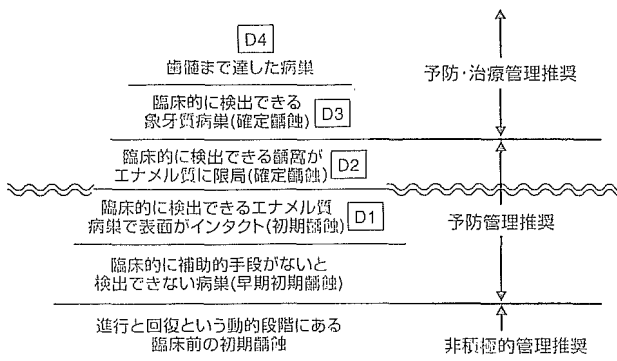 D4
歯髄まで達した病巣
予防・治療管理推奨
臨床的に検出できる
象牙質病巣(確定齲蝕)
D3
臨床的に検出できる齲窩が
エナメル質に限局(確定齲蝕)
D2
臨床的に検出できるエナメル質
病巣で表面がインタクト(初期齲蝕)
D1
予防管理推奨
臨床的に補助的手段がないと
検出できない病巣(早期初期齲蝕)
進行と回復という動的段階にある
臨床前の初期齲蝕
非積極的管理推奨